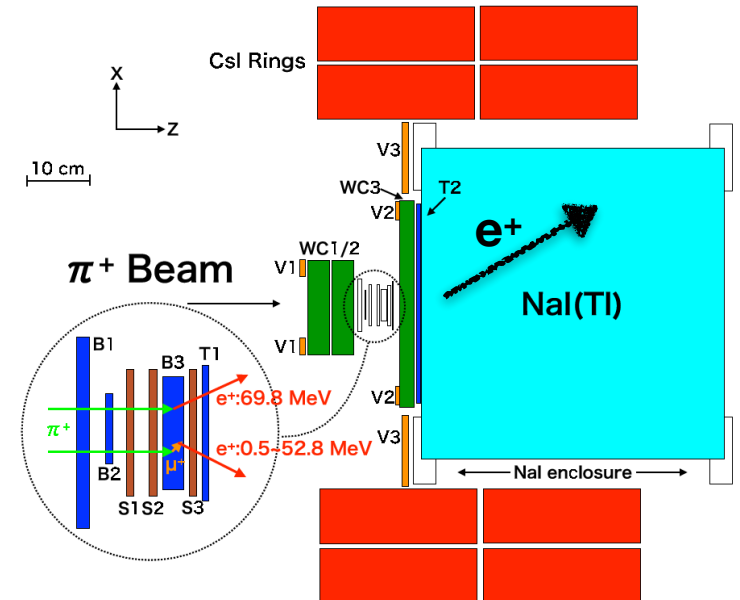 CsI Rings
X
Z
10 cm
V3
WC3
T2
V2
e⁺
WC1/2
π⁺ Beam
V1
NaI(Tl)
V1
B1
B3
T1
e⁺:69.8 MeV
π⁺
V2
e⁺:0.5~52.8 MeV
V3
μ⁺
B2
NaI enclosure
S1 S2
S3